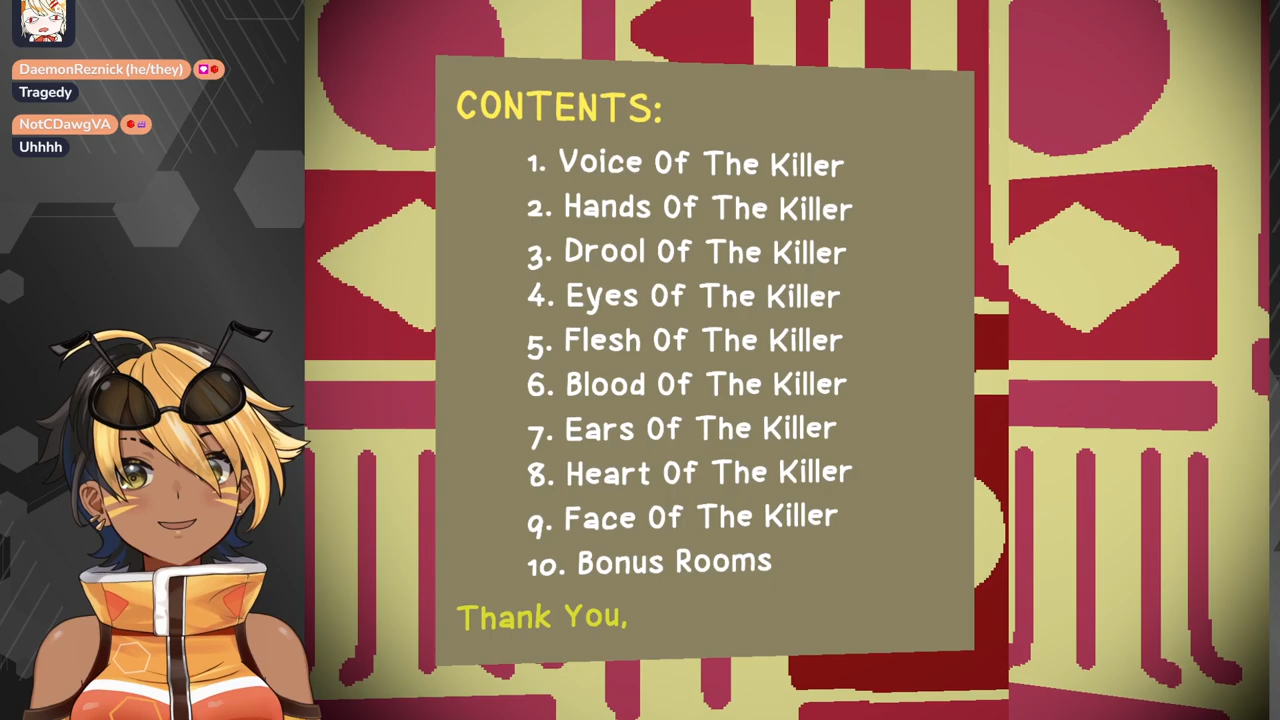 DaemonReznick (he/they)
Tragedy
NotCDawgVA
Uhhhh
CONTENTS:
1. Voice Of The Killer
2. Hands Of The Killer
3. Drool Of The Killer
4. Eyes Of The Killer
5. Flesh Of The Killer
6. Blood Of The Killer
7. Ears Of The Killer
8. Heart Of The Killer
9. Face Of The Killer
10. Bonus Rooms
Thank You,